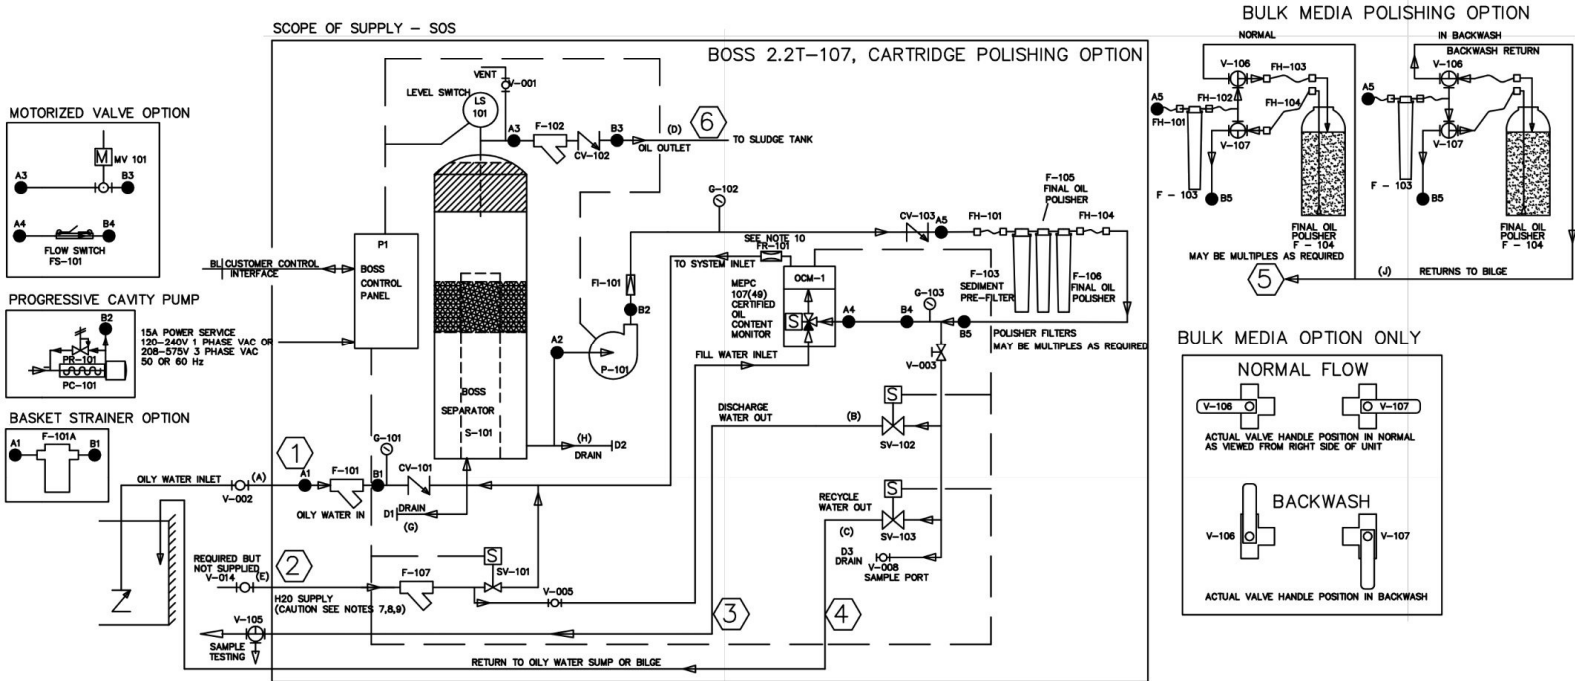 SCOPE OF SUPPLY - SOS
BOSS 2.2T-107, CARTRIDGE POLISHING OPTION
VENT
V-001
LEVEL SWITCH
LS
101
A3
F-102
CV-102
B3
(D)
OIL OUTLET
6
TO SLUDGE TANK
MOTORIZED VALVE OPTION
M
MV 101
A3
B3
A4
B4
FLOW SWITCH
FS-101
PROGRESSIVE CAVITY PUMP
B2
PR-101
PC-101
BASKET STRAINER OPTION
A1
F-101A
B1
BL
CUSTOMER CONTROL
INTERFACE
15A POWER SERVICE
120-240V 1 PHASE VAC OR
208-575V 3 PHASE VAC
50 OR 60 Hz
P1
BOSS
CONTROL
PANEL
BOSS
SEPARATOR
S-101
A2
FI-101
B2
P-101
(H)
DRAIN
D2
G-102
SEE NOTE 10
FR-101
TO SYSTEM INLET
OCM-1
MEPC
107(49)
CERTIFIED
OIL
CONTENT
MONITOR
S
A4
B4
G-103
B5
CV-103
A5
FH-101
F-105
FINAL OIL
POLISHER
FH-104
F-103
SEDIMENT
PRE-FILTER
F-106
FINAL OIL
POLISHER
POLISHER FILTERS
MAY BE MULTIPLES AS REQUIRED
FILL WATER INLET
V-003
DISCHARGE
WATER OUT
(B)
S
SV-102
RECYCLE
WATER OUT
(C)
S
SV-103
D3
DRAIN
V-008
SAMPLE PORT
OILY WATER INLET
(A)
V-002
1
A1
F-101
B1
G-101
CV-101
OILY WATER IN
D1
DRAIN
(G)
REQUIRED BUT
NOT SUPPLIED
V-014
(E)
2
H20 SUPPLY
(CAUTION SEE NOTES 7,8,9)
F-107
S
SV-101
V-005
V-105
SAMPLE
TESTING
3
4
RETURN TO OILY WATER SUMP OR BILGE
BULK MEDIA POLISHING OPTION
NORMAL
V-106
FH-103
A5
FH-102
FH-101
FH-104
V-107
F - 103
B5
FINAL OIL
POLISHER
F - 104
MAY BE MULTIPLES AS REQUIRED
IN BACKWASH
BACKWASH RETURN
V-106
A5
V-107
F - 103
B5
FINAL OIL
POLISHER
F - 104
5
(J)
RETURNS TO BILGE
BULK MEDIA OPTION ONLY
NORMAL FLOW
V-106
V-107
ACTUAL VALVE HANDLE POSITION IN NORMAL
AS VIEWED FROM RIGHT SIDE OF UNIT
BACKWASH
V-106
V-107
ACTUAL VALVE HANDLE POSITION IN BACKWASH